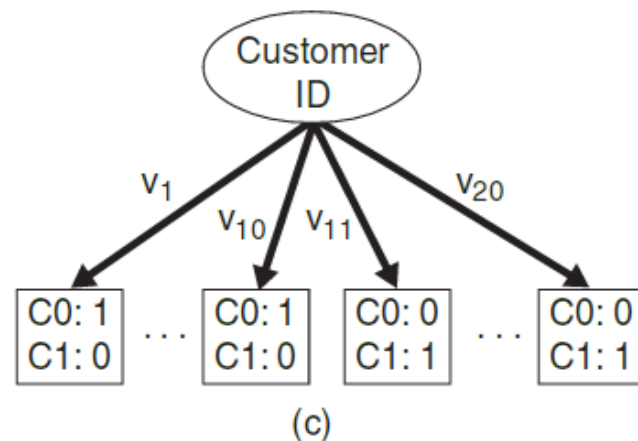 Customer
ID
v1 v10 v11 v20
C0: 1 ... C0: 1 C0: 0 ... C0: 0
C1: 0 C1: 0 C1: 1 C1: 1
(c)